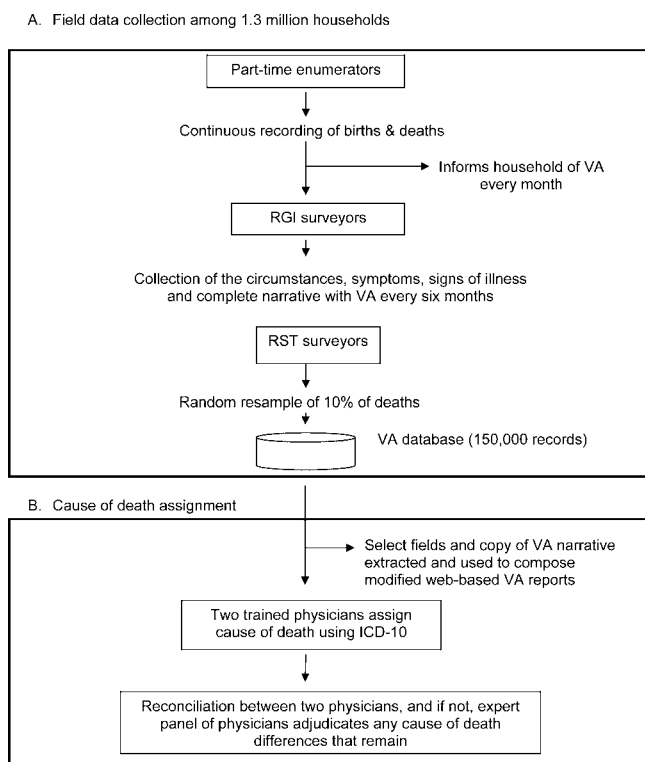 A. Field data collection among 1.3 million households
Part-time enumerators
Continuous recording of births & deaths
Informs household of VA
every month
RGI surveyors
Collection of the circumstances, symptoms, signs of illness
and complete narrative with VA every six months
RST surveyors
Random resample of 10% of deaths
VA database (150,000 records)
B. Cause of death assignment
Select fields and copy of VA narrative
extracted and used to compose
modified web-based VA reports
Two trained physicians assign
cause of death using ICD-10
Reconciliation between two physicians, and if not, expert
panel of physicians adjudicates any cause of death
differences that remain